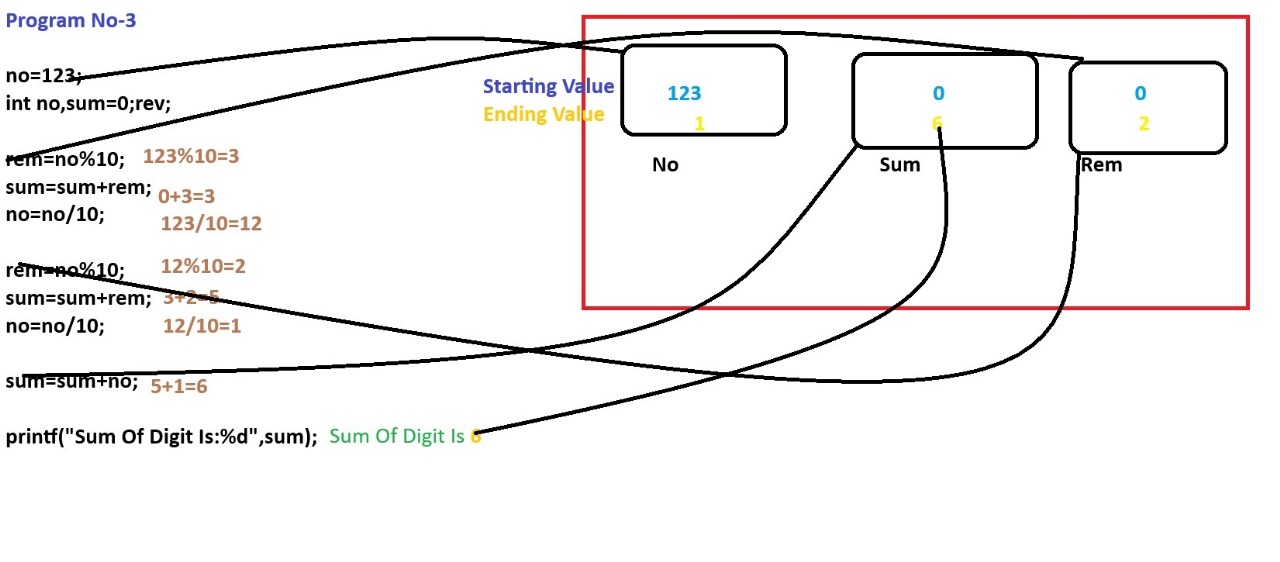 Program No-3
no=123;
int no,sum=0;rev;
Starting Value 123 0 0
Ending Value 1 6 2
No Sum Rem
rem=no%10; 123%10=3
sum=sum+rem; 0+3=3
no=no/10; 123/10=12
rem=no%10; 12%10=2
sum=sum+rem; 3+2=5
no=no/10; 12/10=1
sum=sum+no; 5+1=6
printf("Sum Of Digit Is:%d",sum); Sum Of Digit Is 6